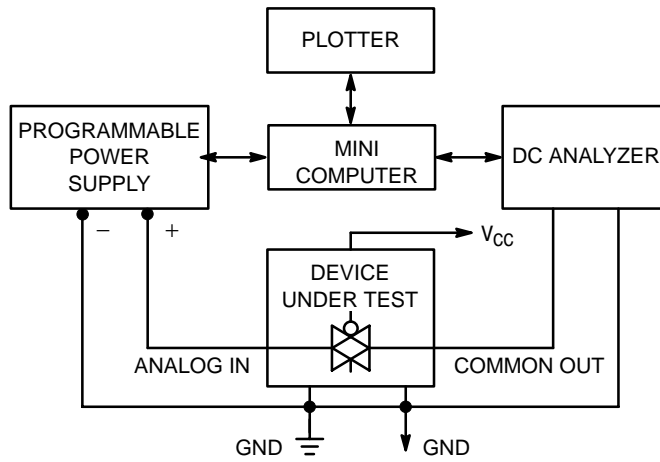 PLOTTER
PROGRAMMABLE
POWER
SUPPLY
MINI
COMPUTER
DC ANALYZER
− +
VCC
DEVICE
UNDER TEST
ANALOG IN
COMMON OUT
GND
GND